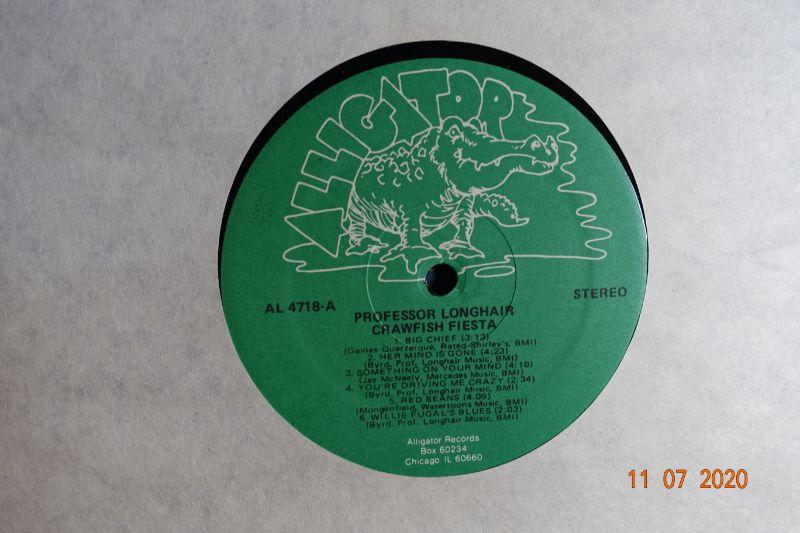 ALLIGATOR
AL 4718-A
STEREO
PROFESSOR LONGHAIR
CRAWFISH FIESTA
1. BIG CHIEF (3:13)
(Gaines-Querzerque, Rated-Shirley's, BMI)
2. HER MIND IS GONE (4:23)
(Byrd, Prof. Longhair Music, BMI)
3. SOMETHING ON YOUR MIND (4:10)
(Jay McNeely, Mercedes Music, BMI)
4. YOU'RE DRIVING ME CRAZY (2:34)
(Byrd. Prof. Longhair Music, BMI)
5. RED BEANS (4.09)
(Morgenfield, Watertoons Music, BMI)
6. WILLIE FUGAL'S BLUES (2:03)
(Byrd. Prof. Longhair Music, BMI)
Alligator Records
Box 60234
Chicago, IL 60660
11 07 2020